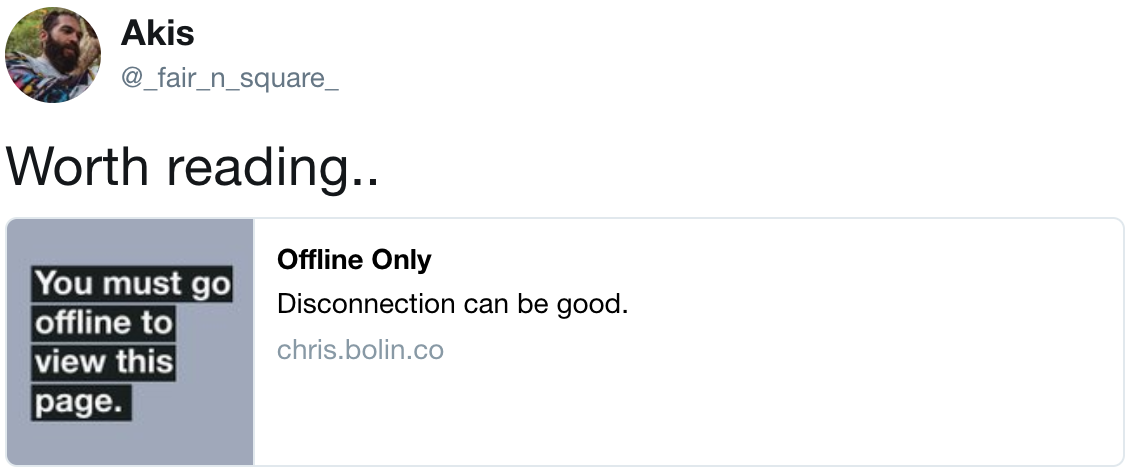 Akis
@_fair_n_square_
Worth reading..
You must go
offline to
view this
page.
Offline Only
Disconnection can be good.
chris.bolin.co